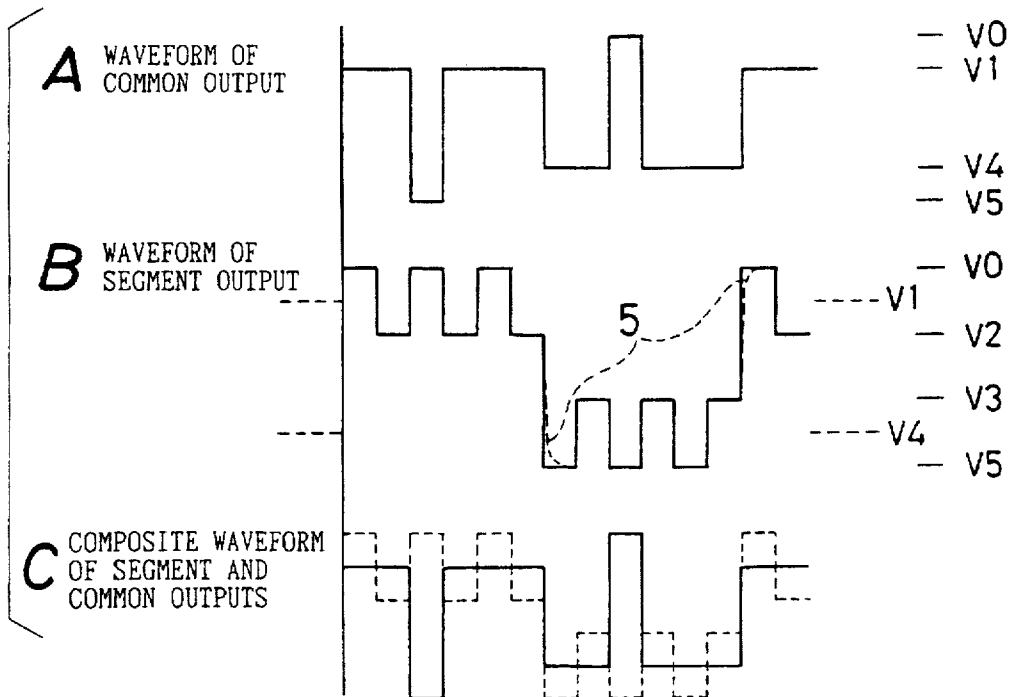 A WAVEFORM OF
COMMON OUTPUT
V0
V1
V4
V5
B WAVEFORM OF
SEGMENT OUTPUT
V0
V1
V2
V3
V4
V5
5
C COMPOSITE WAVEFORM
OF SEGMENT AND
COMMON OUTPUTS